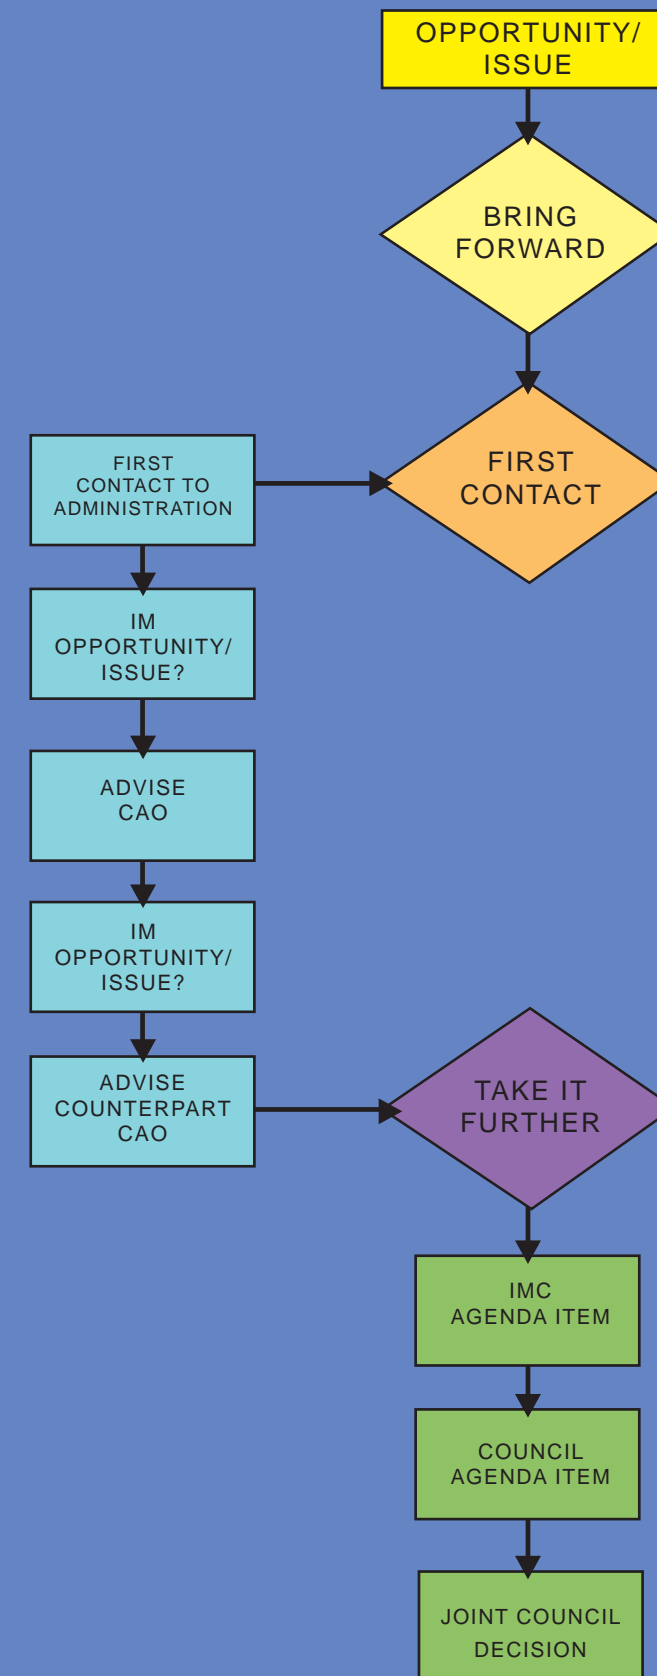 OPPORTUNITY/
ISSUE
BRING
FORWARD
FIRST
CONTACT
FIRST
CONTACT TO
ADMINISTRATION
IM
OPPORTUNITY/
ISSUE?
ADVISE
CAO
IM
OPPORTUNITY/
ISSUE?
ADVISE
COUNTERPART
CAO
TAKE IT
FURTHER
IMC
AGENDA ITEM
COUNCIL
AGENDA ITEM
JOINT COUNCIL
DECISION